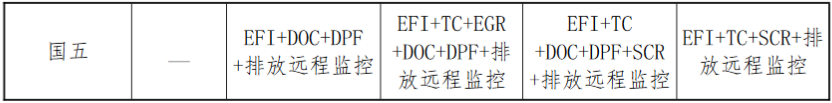 国五
—
EFI+DOC+DPF
+排放远程监控
EFI+TC+EGR
+DOC+DPF+排
放远程监控
EFI+TC
+DOC+DPF+SCR
+排放远程监控
EFI+TC+SCR+排
放远程监控